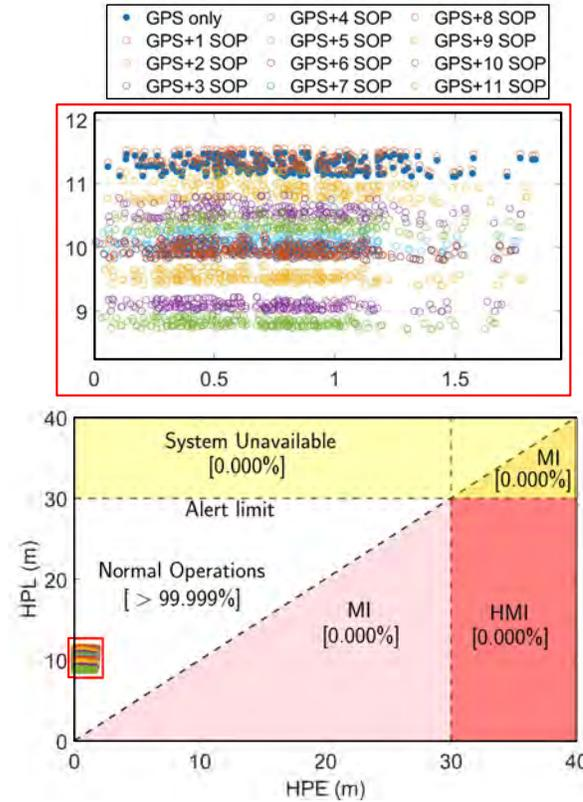 GPS only GPS+4 SOP GPS+8 SOP
GPS+1 SOP GPS+5 SOP GPS+9 SOP
GPS+2 SOP GPS+6 SOP GPS+10 SOP
GPS+3 SOP GPS+7 SOP GPS+11 SOP
12
11
10
9
0 0.5 1 1.5
40
System Unavailable
[0.000%]
MI
[0.000%]
30
Alert limit
Normal Operations
[ > 99.999%]
20
MI
[0.000%]
HMI
[0.000%]
10
0
HPL (m)
0 10 20 30 40
HPE (m)